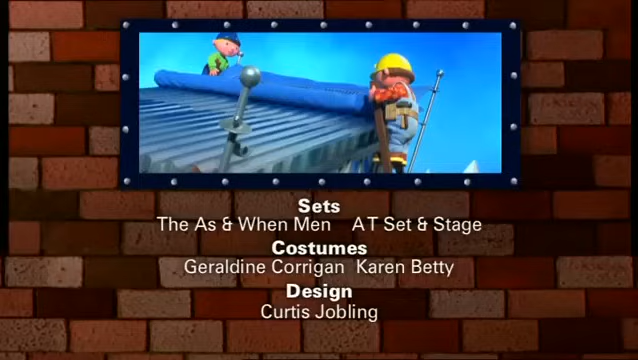 Sets
The As & When Men    A T Set & Stage
Costumes
Geraldine Corrigan  Karen Betty
Design
Curtis Jobling